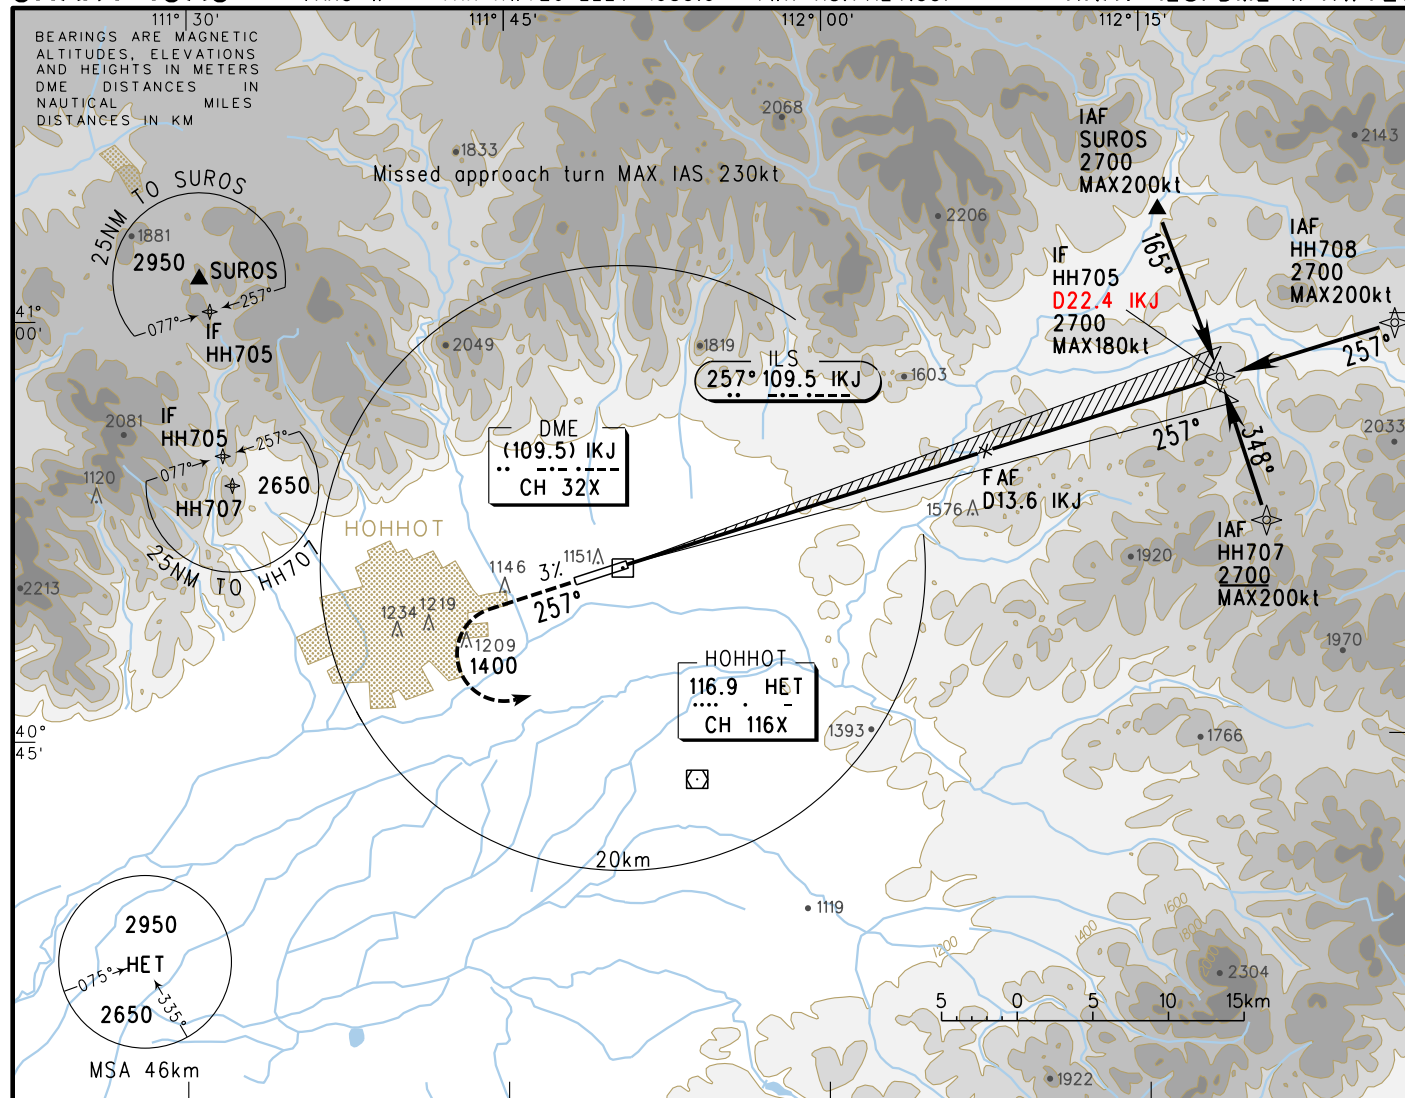 111° 30'
111° 45'
112° 00'
112° 15'
BEARINGS ARE MAGNETIC
ALTITUDES, ELEVATIONS
AND HEIGHTS IN METERS
DME DISTANCES IN
NAUTICAL MILES
DISTANCES IN KM
2068
2143
1833
Missed approach turn MAX IAS 230kt
IAF
SUROS
2700
MAX200kt
25NM TO SUROS
1881
2950
SUROS
257°
077°
IF
HH705
2206
165°
IF
HH705
D22.4 IKJ
2700
MAX180kt
IAF
HH708
2700
MAX200kt
257°
41°
00'
2049
1819
1603
ILS
257° 109.5 IKJ
2081
IF
HH705
257°
077°
1120
2650
HH707
25NM TO HH707
2213
DME
(109.5) IKJ
CH 32X
257°
348°
2033
FAF
D13.6 IKJ
1576
IAF
HH707
2700
MAX200kt
1920
1970
HOHHOT
1151
1146
3%
257°
1234
1219
1209
1400
HOHHOT
116.9 HET
CH 116X
1393
1766
40°
45'
20km
1119
1200
1400
1600
1800
2000
2304
2950
HET
075°
335°
2650
MSA 46km
5 0 5 10 15km
1922